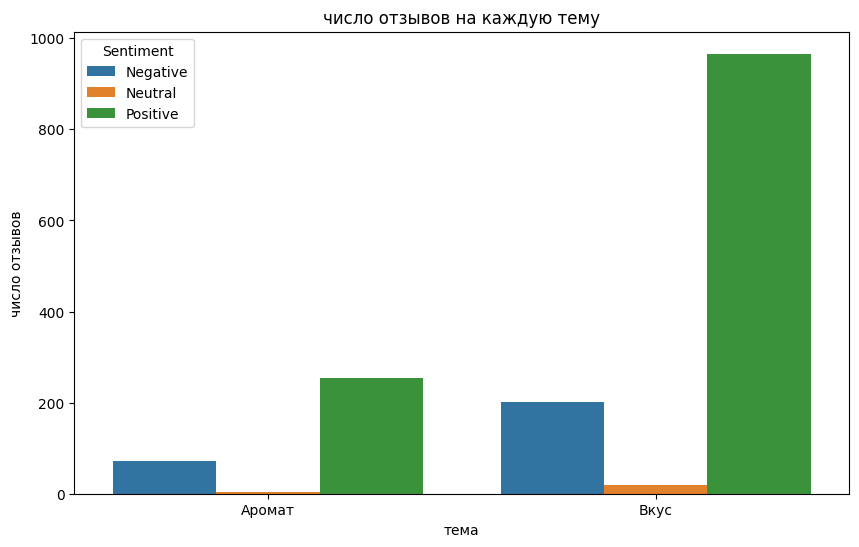 число отзывов на каждую тему
Sentiment
Negative
Neutral
Positive
число отзывов
1000
800
600
400
200
0
Аромат
Вкус
тема